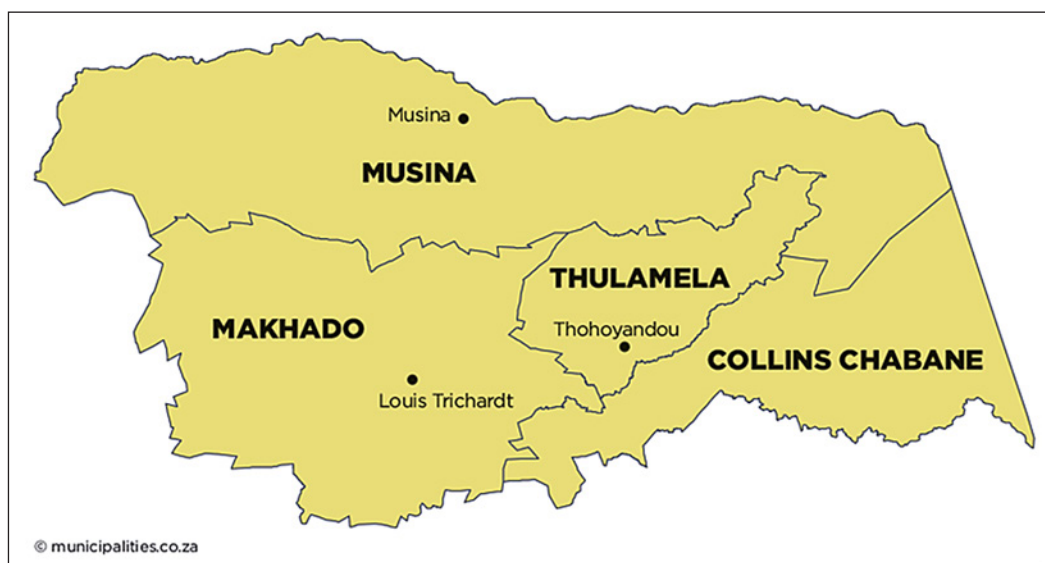 Musina
MUSINA
THULAMELA
Thohoyandou
MAKHADO
COLLINS CHABANE
Louis Trichardt
© municipalities.co.za